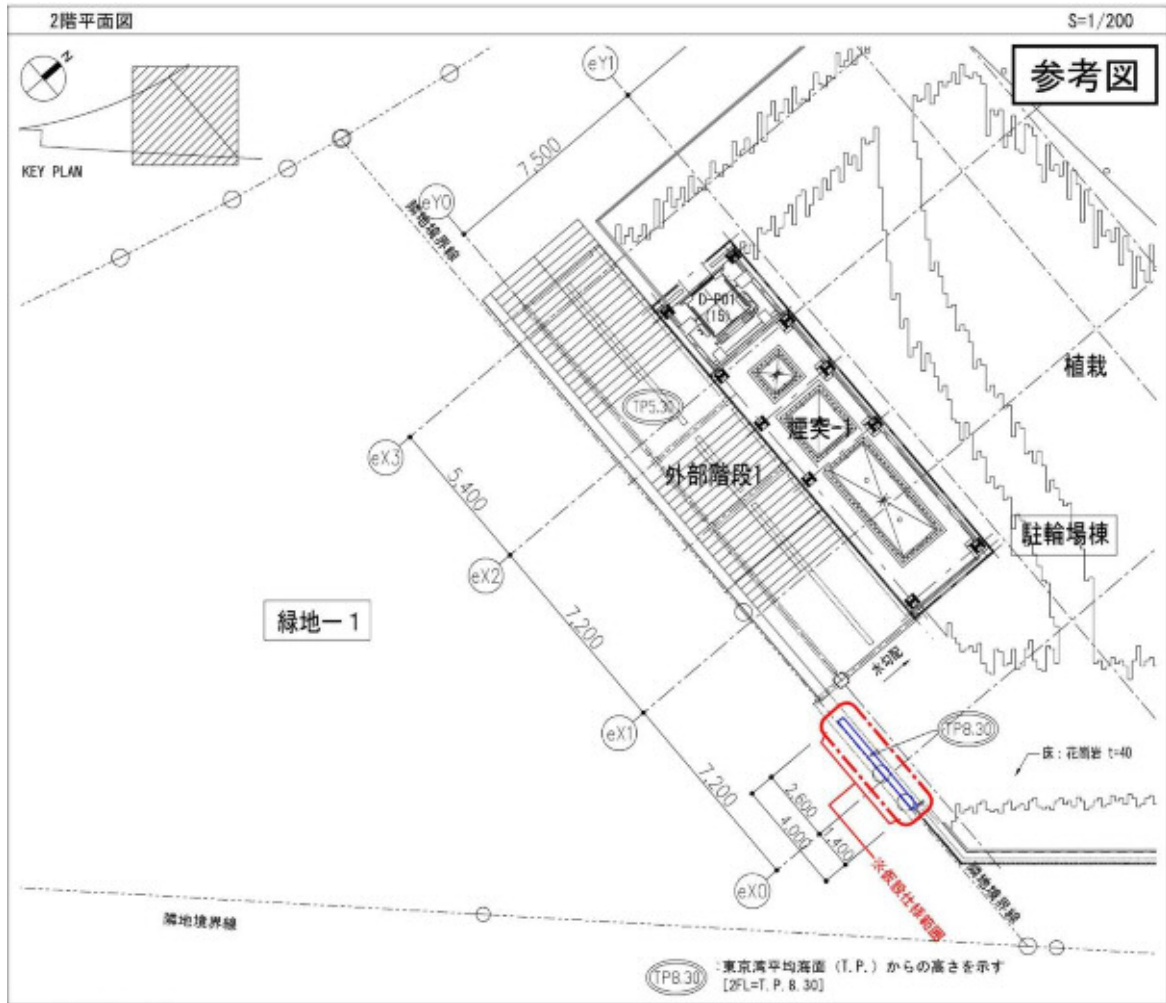 2階平面図
S=1/200
参考図
N
KEY PLAN
eY1
7,500
eY0
隣地境界線
D-P01
(15)
植栽
TP5.30
煙突-1
外部階段1
eX3
5,400
駐輪場棟
eX2
緑地ー1
7,200
水勾配
eX1
TP8.30
床：花崗岩 t=40
7,200
2,600
4,000
1,400
※仮設仕様範囲
eX0
隣地境界線
隣地境界線
TP8.30
：東京湾平均海面（T.P.）からの高さを示す
[2FL=T.P.8.30]